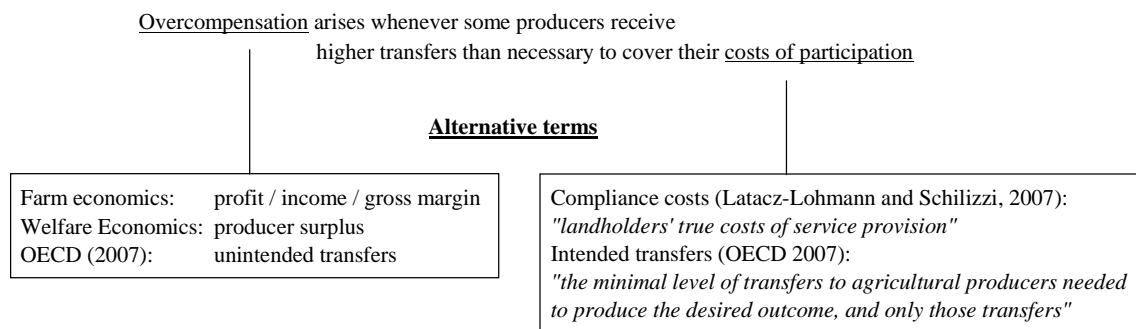 Overcompensation arises whenever some producers receive
higher transfers than necessary to cover their costs of participation
Alternative terms
Farm economics: profit / income / gross margin
Welfare Economics: producer surplus
OECD (2007): unintended transfers
Compliance costs (Latacz-Lohmann and Schilizzi, 2007):
"landholders' true costs of service provision"
Intended transfers (OECD 2007):
"the minimal level of transfers to agricultural producers needed
to produce the desired outcome, and only those transfers"